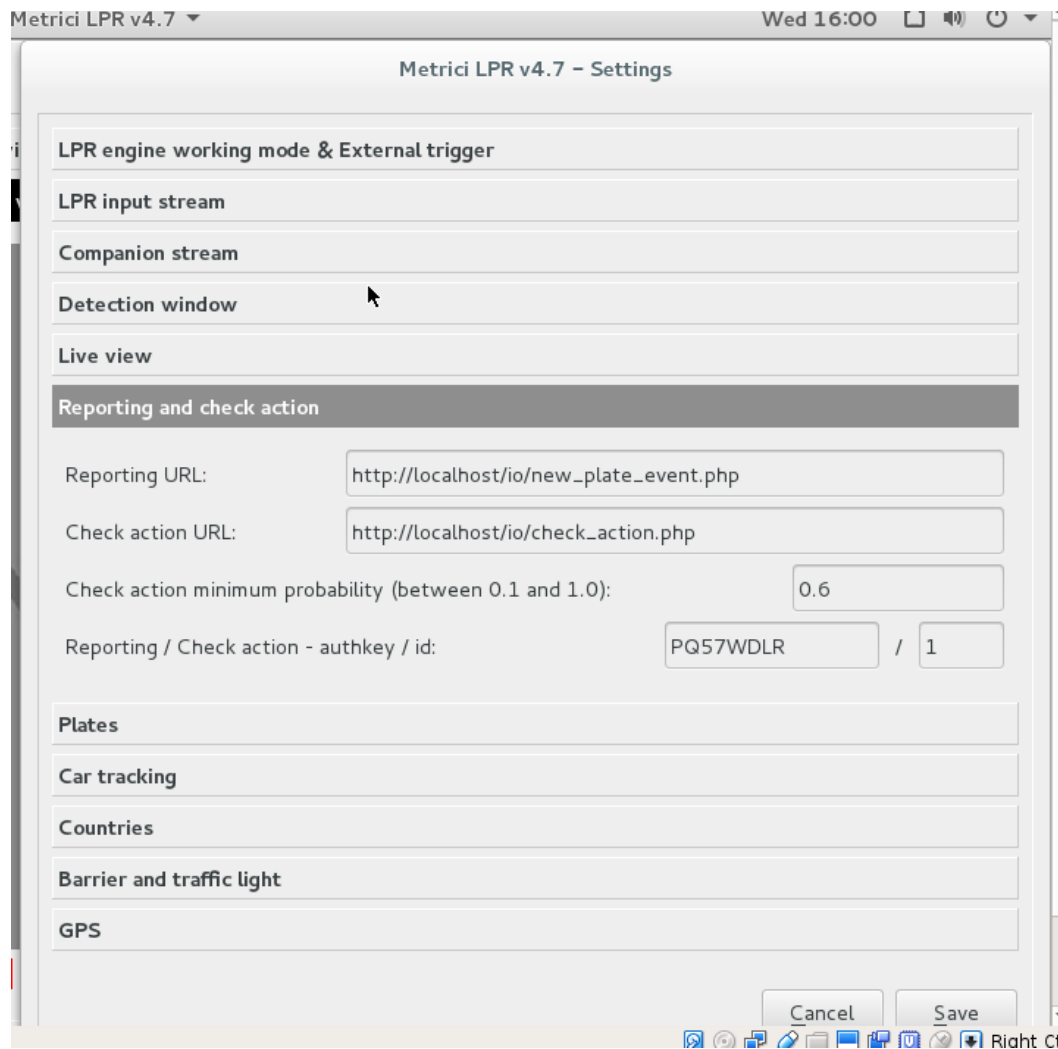 Metrici LPR v4.7
Wed 16:00
Metrici LPR v4.7 – Settings
LPR engine working mode & External trigger
LPR input stream
Companion stream
Detection window
Live view
Reporting and check action
Reporting URL: http://localhost/io/new_plate_event.php
Check action URL: http://localhost/io/check_action.php
Check action minimum probability (between 0.1 and 1.0): 0.6
Reporting / Check action - authkey / id: PQ57WDLR / 1
Plates
Car tracking
Countries
Barrier and traffic light
GPS
Cancel Save
Right